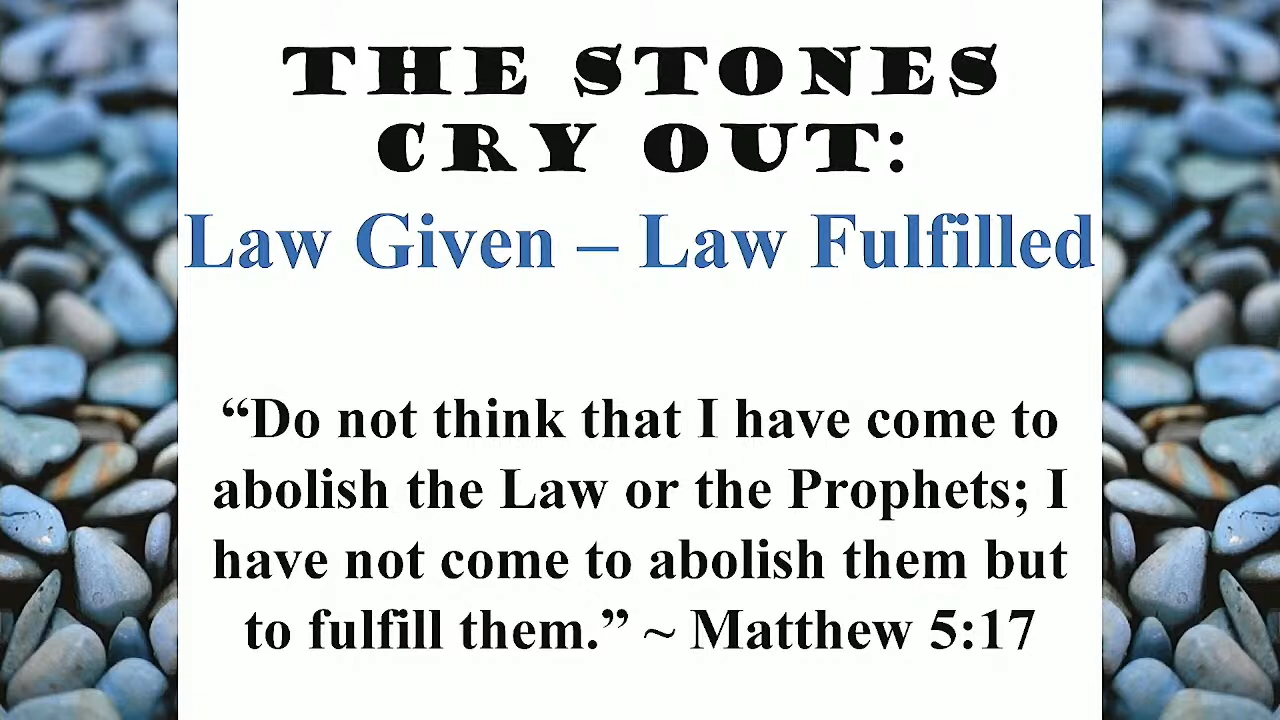 THE STONES
CRY OUT:
Law Given – Law Fulfilled
“Do not think that I have come to
abolish the Law or the Prophets; I
have not come to abolish them but
to fulfill them.” ~ Matthew 5:17